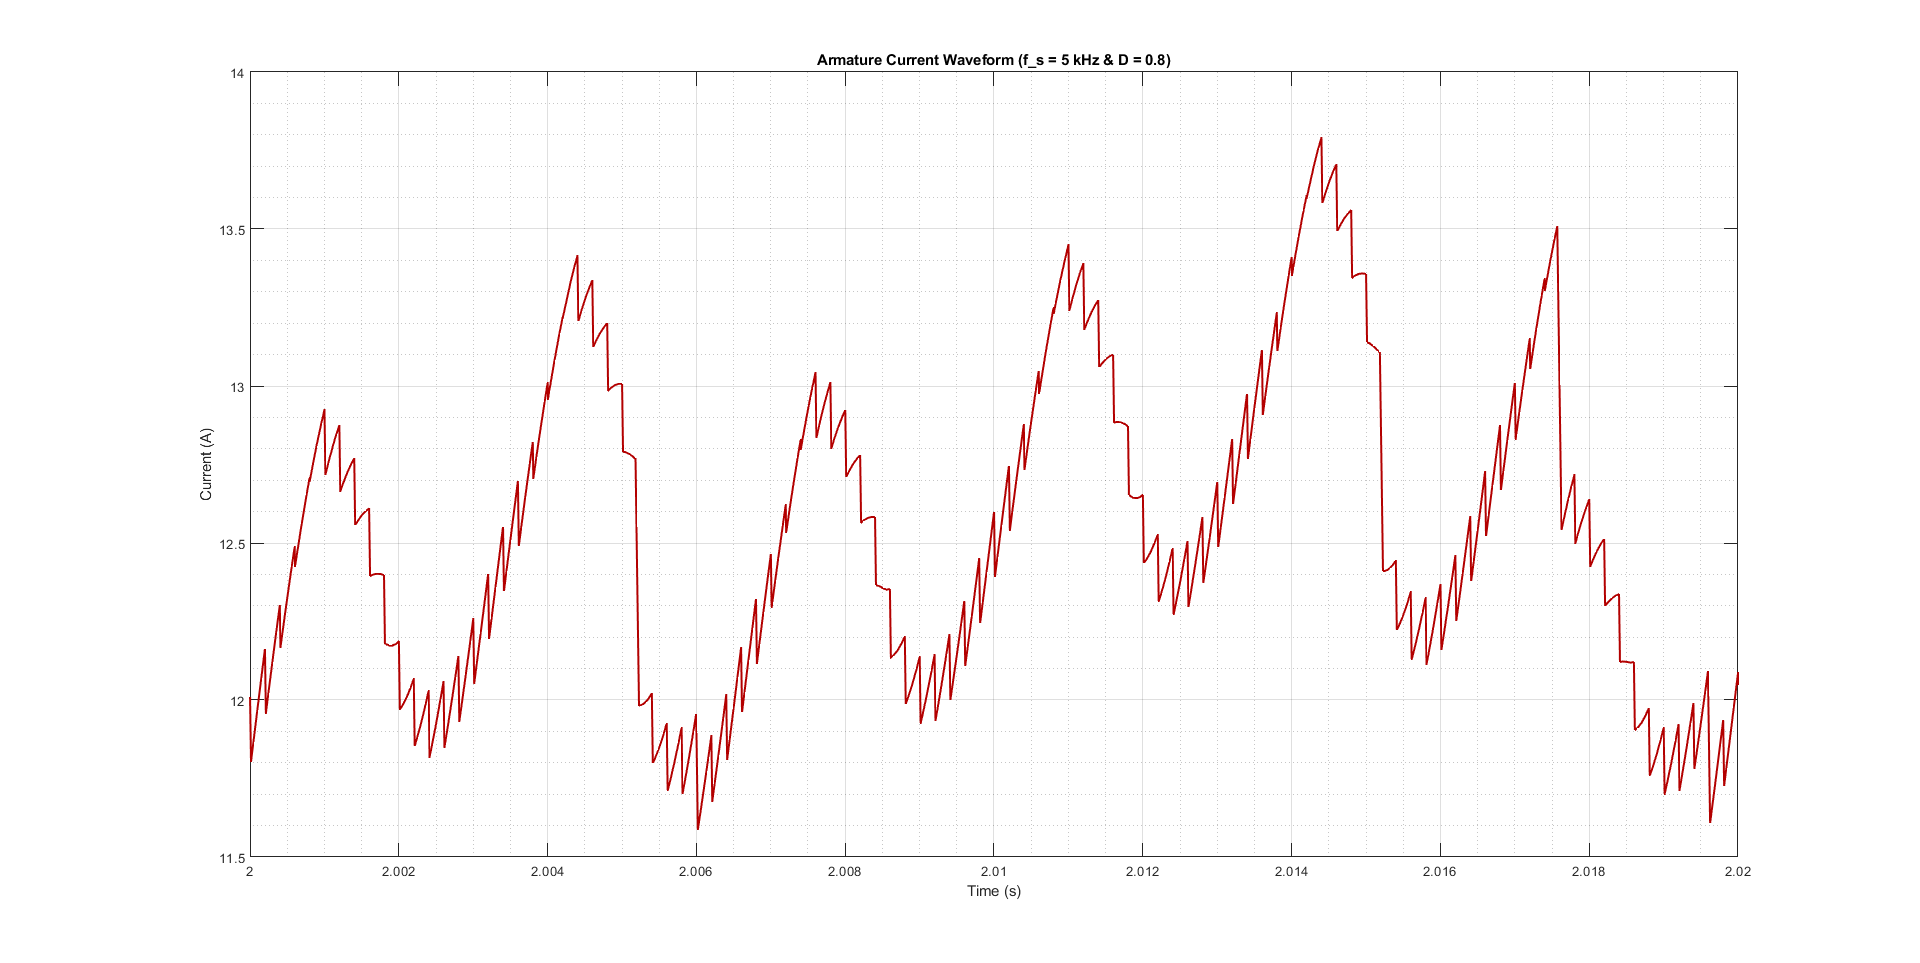 Armature Current Waveform (f_s = 5 kHz & D = 0.8)
14
13.5
13
12.5
12
11.5
Current (A)
2 2.002 2.004 2.006 2.008 2.01 2.012 2.014 2.016 2.018 2.02
Time (s)